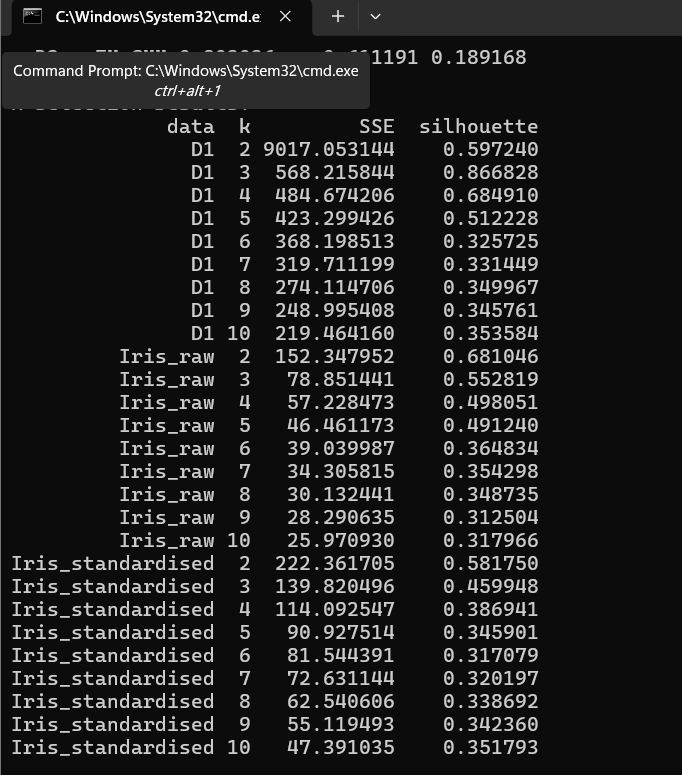 C:\Windows\System32\cmd.e
191 0.189168
Command Prompt: C:\Windows\System32\cmd.exe
ctrl+alt+1
data k SSE silhouette
D1 2 9017.053144 0.597240
D1 3 568.215844 0.866828
D1 4 484.674206 0.684910
D1 5 423.299426 0.512228
D1 6 368.198513 0.325725
D1 7 319.711199 0.331449
D1 8 274.114706 0.349967
D1 9 248.995408 0.345761
D1 10 219.464160 0.353584
Iris_raw 2 152.347952 0.681046
Iris_raw 3 78.851441 0.552819
Iris_raw 4 57.228473 0.498051
Iris_raw 5 46.461173 0.491240
Iris_raw 6 39.039987 0.364834
Iris_raw 7 34.305815 0.354298
Iris_raw 8 30.132441 0.348735
Iris_raw 9 28.290635 0.312504
Iris_raw 10 25.970930 0.317966
Iris_standardised 2 222.361705 0.581750
Iris_standardised 3 139.820496 0.459948
Iris_standardised 4 114.092547 0.386941
Iris_standardised 5 90.927514 0.345901
Iris_standardised 6 81.544391 0.317079
Iris_standardised 7 72.631144 0.320197
Iris_standardised 8 62.540606 0.338692
Iris_standardised 9 55.119493 0.342360
Iris_standardised 10 47.391035 0.351793